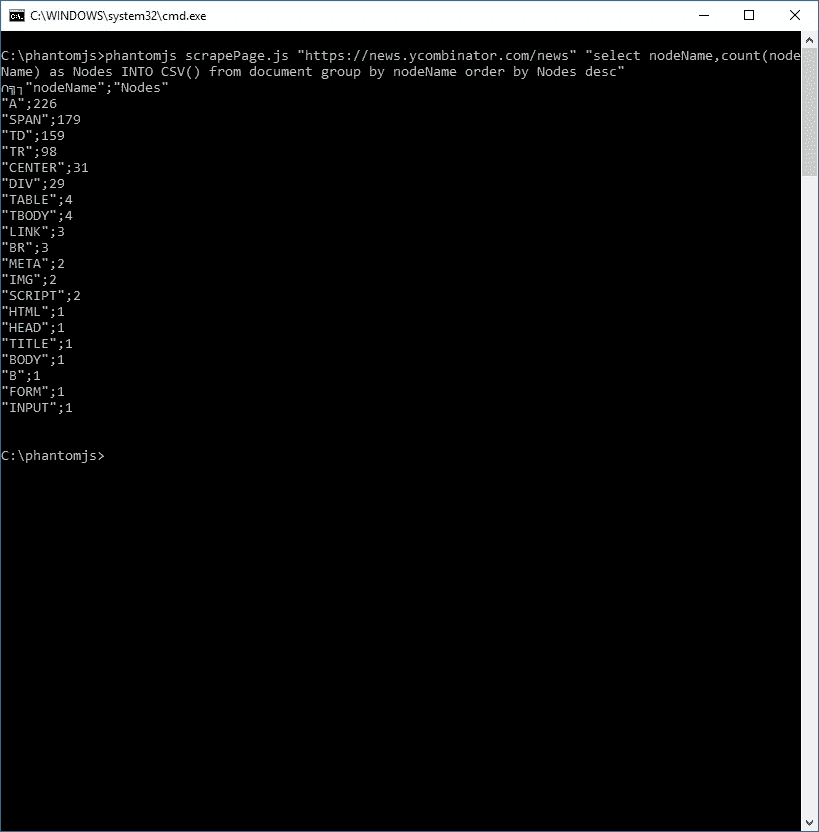 C:\WINDOWS\system32\cmd.exe
C:\phantomjs>phantomjs scrapePage.js "https://news.ycombinator.com/news" "select nodeName,count(node
Name) as Nodes INTO CSV() from document group by nodeName order by Nodes desc"
∩╗┐"nodeName";"Nodes"
"A";226
"SPAN";179
"TD";159
"TR";98
"CENTER";31
"DIV";29
"TABLE";4
"TBODY";4
"LINK";3
"BR";3
"META";2
"IMG";2
"SCRIPT";2
"HTML";1
"HEAD";1
"TITLE";1
"BODY";1
"B";1
"FORM";1
"INPUT";1
C:\phantomjs>